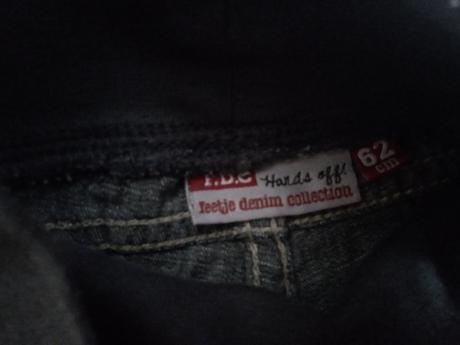 F.D.C Hands off!
feetje denim collection
62
cm